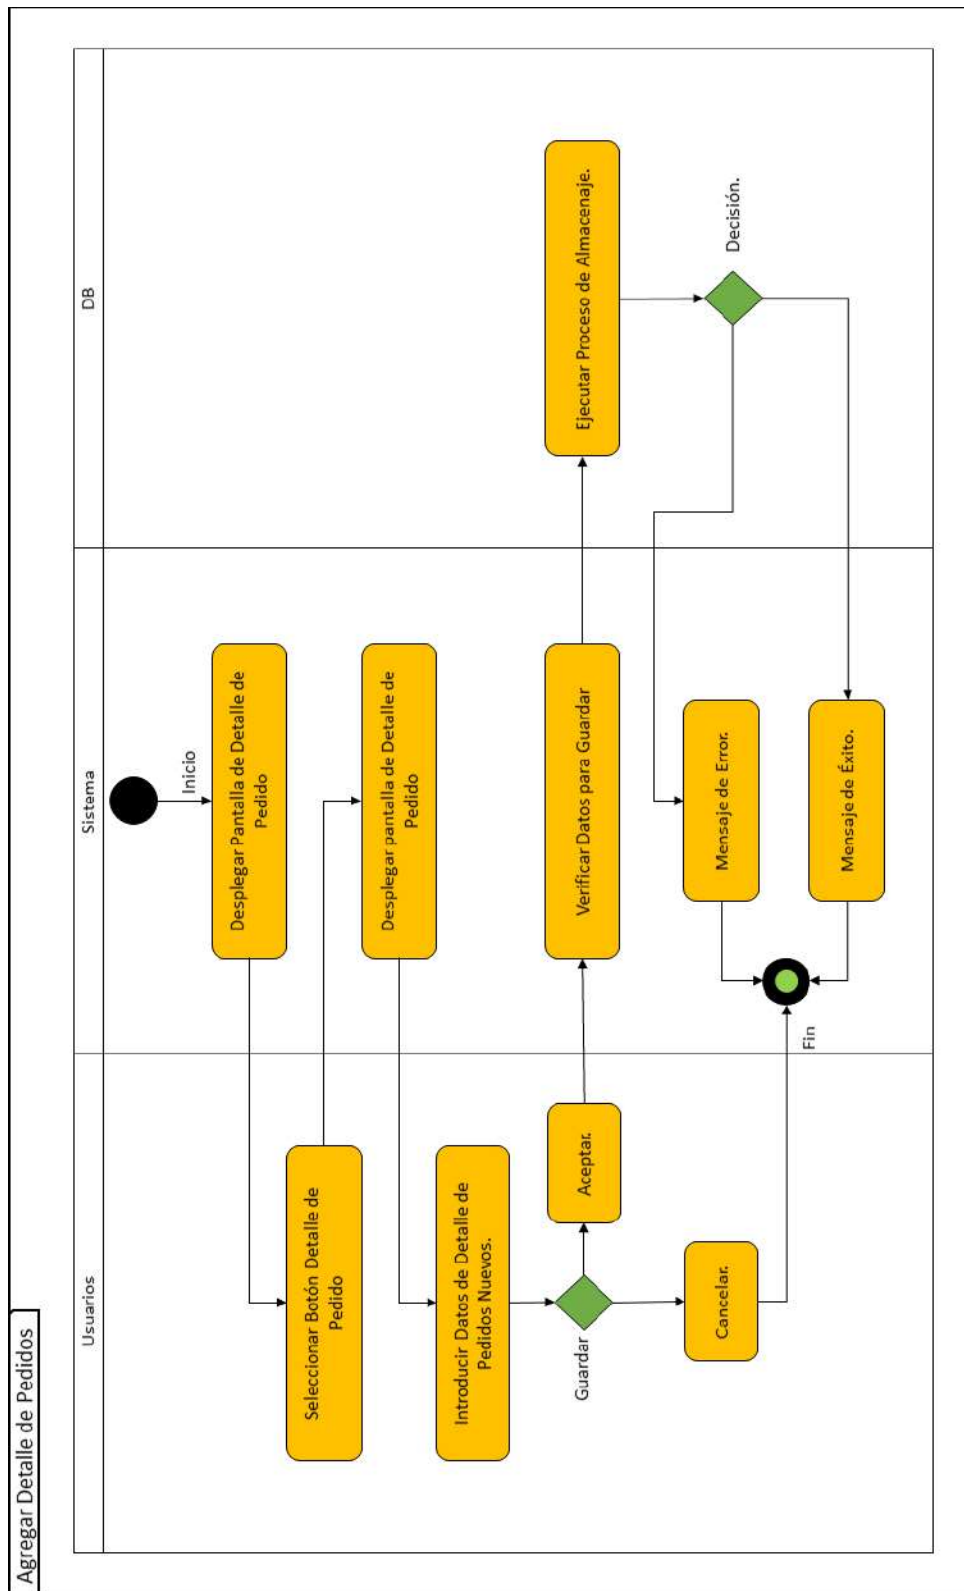 Agregar Detalle de Pedidos
Usuarios
Sistema
DB
Inicio
Desplegar Pantalla de Detalle de
Pedido
Seleccionar Botón Detalle de
Pedido
Desplegar pantalla de Detalle de
Pedido
Introducir Datos de Detalle de
Pedidos Nuevos.
Guardar
Aceptar.
Verificar Datos para Guardar
Ejecutar Proceso de Almacenaje.
Cancelar.
Mensaje de Error.
Decisión.
Fin
Mensaje de Éxito.